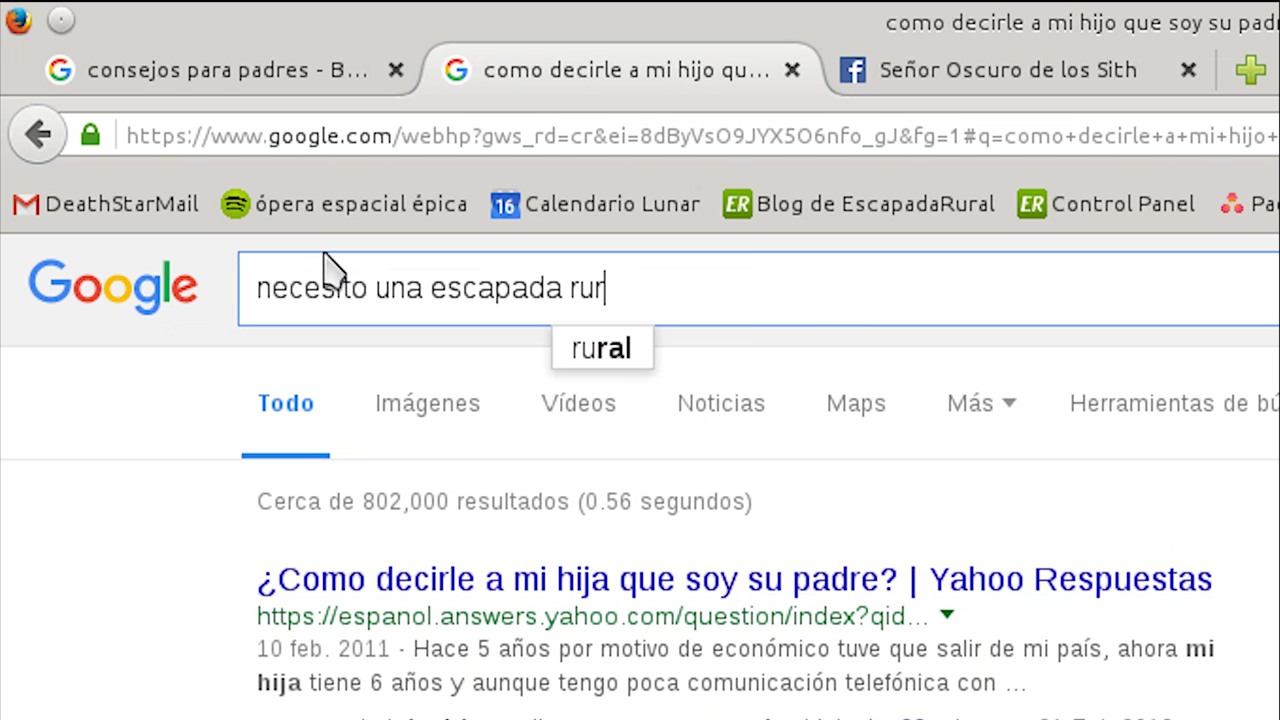 como decirle a mi hijo que soy su padr
consejos para padres - B... como decirle a mi hijo qu... Señor Oscuro de los Sith
https://www.google.com/webhp?gws_rd=cr&ei=8dByVsO9JYX5O6nfo_gJ&fg=1#q=como+decirle+a+mi+hijo+
DeathStarMail ópera espacial épica 16 Calendario Lunar ER Blog de EscapadaRural ER Control Panel Pa
Google necesito una escapada rur
rural
Todo Imágenes Vídeos Noticias Maps Más Herramientas de bú
Cerca de 802,000 resultados (0.56 segundos)
¿Como decirle a mi hija que soy su padre? | Yahoo Respuestas
https://espanol.answers.yahoo.com/question/index?qid...
10 feb. 2011 - Hace 5 años por motivo de económico tuve que salir de mi país, ahora mi
hija tiene 6 años y aunque tengo poca comunicación telefónica con ...